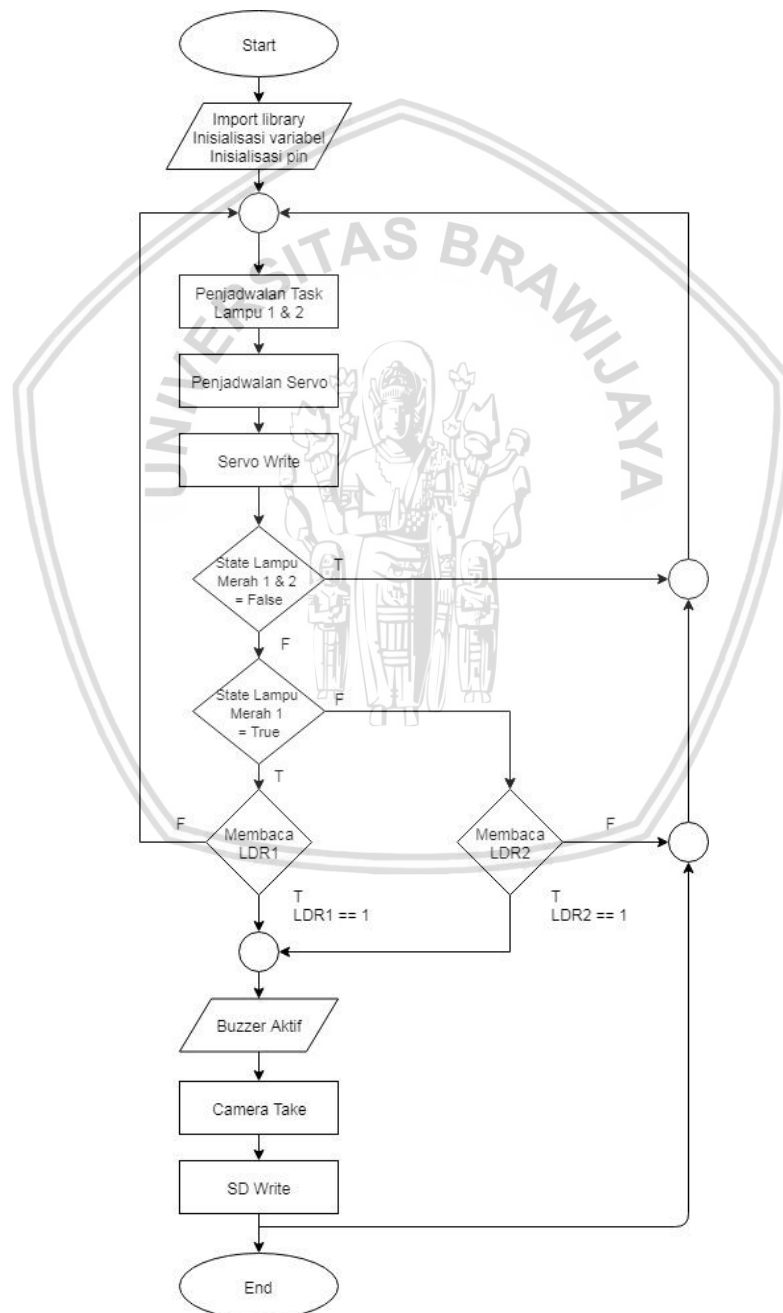 Start
Import library
Inisialisasi variabel
Inisialisasi pin
UNIVERSITAS BRAWIJAYA
Penjadwalan Task
Lampu 1 & 2
Penjadwalan Servo
Servo Write
State Lampu
Merah 1 & 2
= False
T
F
State Lampu
Merah 1
= True
F
T
F
Membaca
LDR1
Membaca
LDR2
F
T
LDR1 == 1
T
LDR2 == 1
Buzzer Aktif
Camera Take
SD Write
End